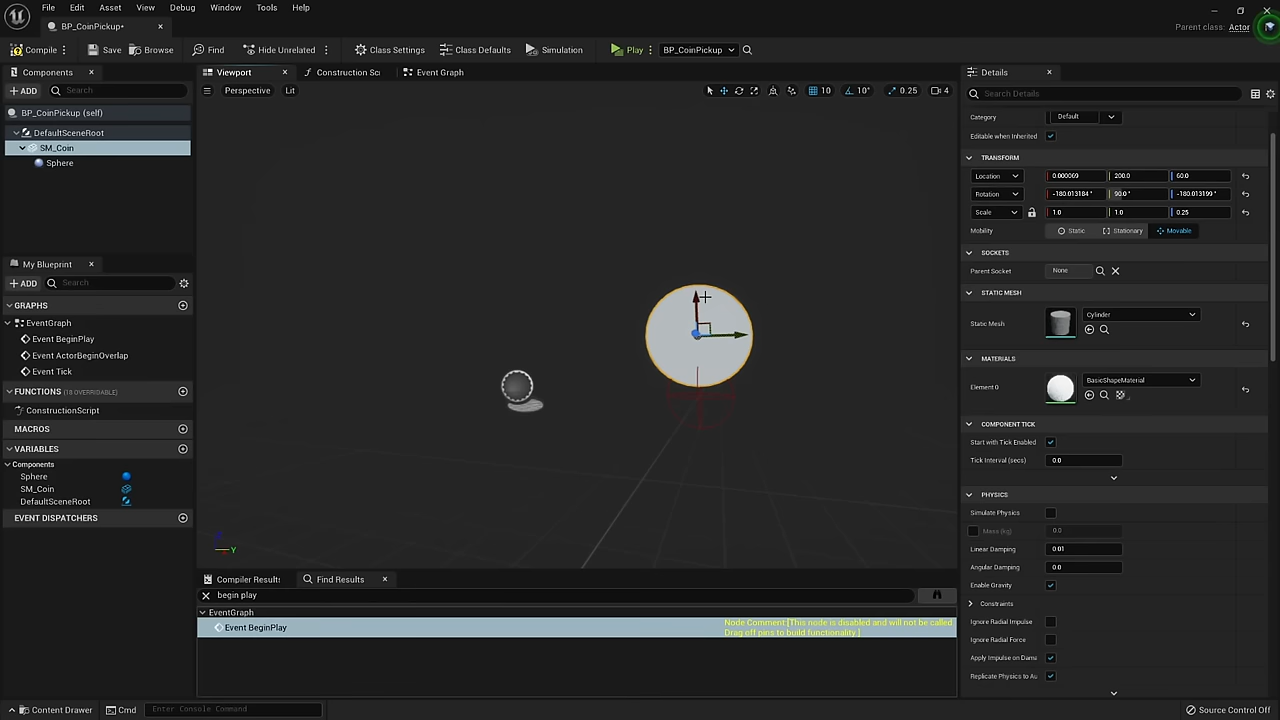 File Edit Asset View Debug Window Tools Help
BP_CoinPickup*
Parent class: Actor
Compile Save Browse Find Hide Unrelated Class Settings Class Defaults Simulation Play BP_CoinPickup
Components
ADD Search
BP_CoinPickup (self)
DefaultSceneRoot
SM_Coin
Sphere
My Blueprint
ADD Search
GRAPHS
EventGraph
Event BeginPlay
Event ActorBeginOverlap
Event Tick
FUNCTIONS (18 OVERRIDABLE)
ConstructionScript
MACROS
VARIABLES
Components
Sphere
SM_Coin
DefaultSceneRoot
EVENT DISPATCHERS
Viewport Construction Sc Event Graph
Perspective Lit 10 10° 0.25 4
Y
Compiler Results Find Results
begin play
EventGraph
Event BeginPlay
Node Comment:[This node is disabled and will not be called
Drag off pins to build functionality.]
Details
Search Details
Category Default
Editable when Inherited
TRANSFORM
Location 0.000069 200.0 60.0
Rotation -180.013184° 90.0° -180.013199°
Scale 1.0 1.0 0.25
Mobility Static Stationary Movable
SOCKETS
Parent Socket None
STATIC MESH
Static Mesh Cylinder
MATERIALS
Element 0 BasicShapeMaterial
COMPONENT TICK
Start with Tick Enabled
Tick Interval (secs) 0.0
PHYSICS
Simulate Physics
Mass (kg) 0.0
Linear Damping 0.01
Angular Damping 0.0
Enable Gravity
Constraints
Ignore Radial Impulse
Ignore Radial Force
Apply Impulse on Dama
Replicate Physics to Au
Content Drawer Cmd Enter Console Command
Source Control Off